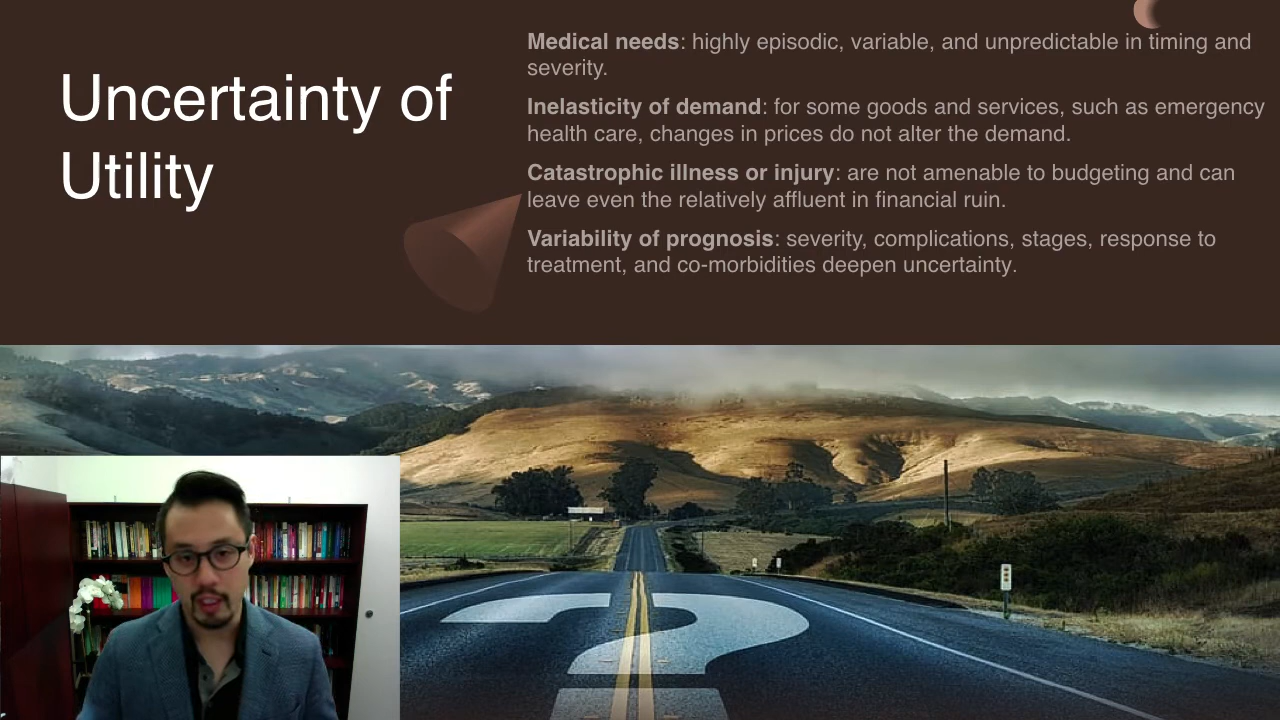 Uncertainty of
Utility
Medical needs: highly episodic, variable, and unpredictable in timing and
severity.
Inelasticity of demand: for some goods and services, such as emergency
health care, changes in prices do not alter the demand.
Catastrophic illness or injury: are not amenable to budgeting and can
leave even the relatively affluent in financial ruin.
Variability of prognosis: severity, complications, stages, response to
treatment, and co-morbidities deepen uncertainty.
?